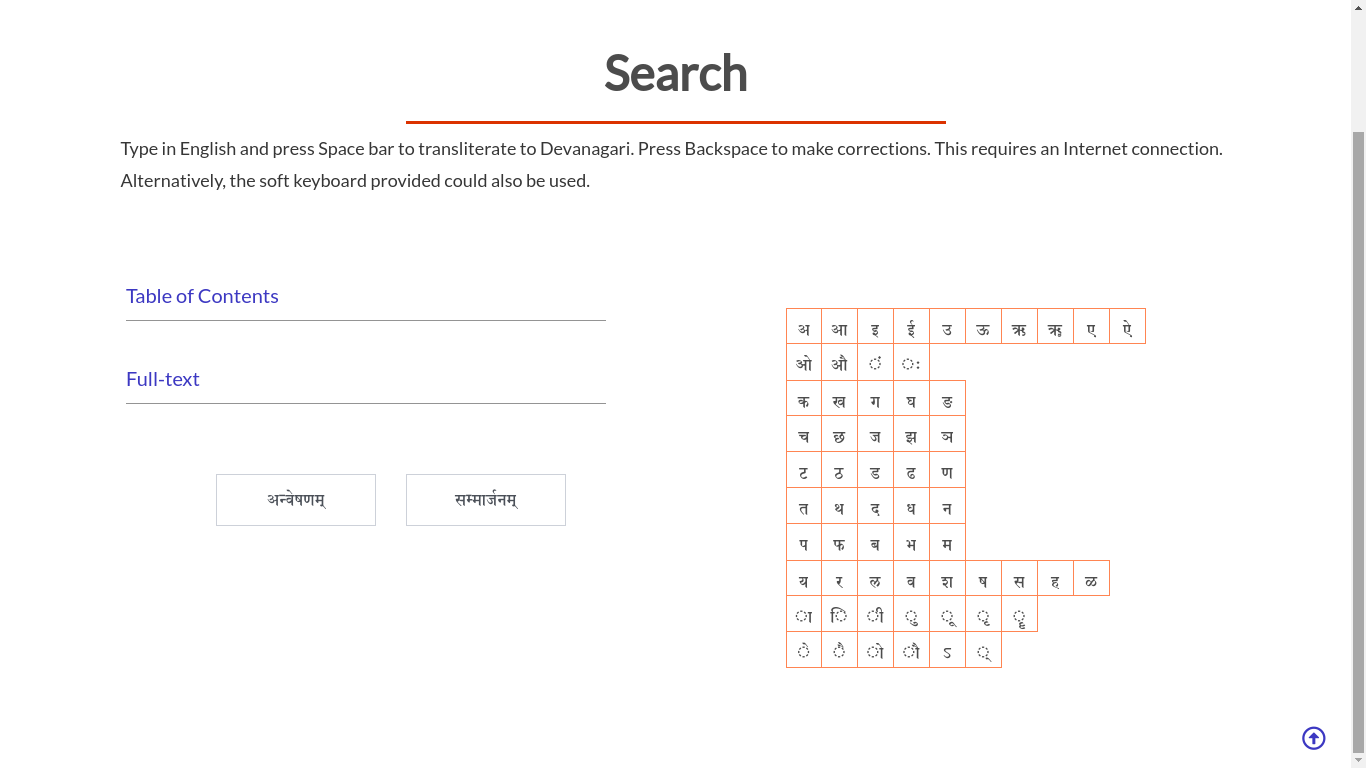 Search
Type in English and press Space bar to transliterate to Devanagari. Press Backspace to make corrections. This requires an Internet connection.
Alternatively, the soft keyboard provided could also be used.
Table of Contents
Full-text
अन्वेषणम् सम्मार्जनम्
अ आ इ ई उ ऊ ऋ ॠ ए ऐ
ओ औ ं ः
क ख ग घ ङ
च छ ज झ ञ
ट ठ ड ढ ण
त थ द ध न
प फ ब भ म
य र ल व श ष स ह ळ
ा ि ी ु ू ृ ॄ
े ै ो ौ ऽ ्